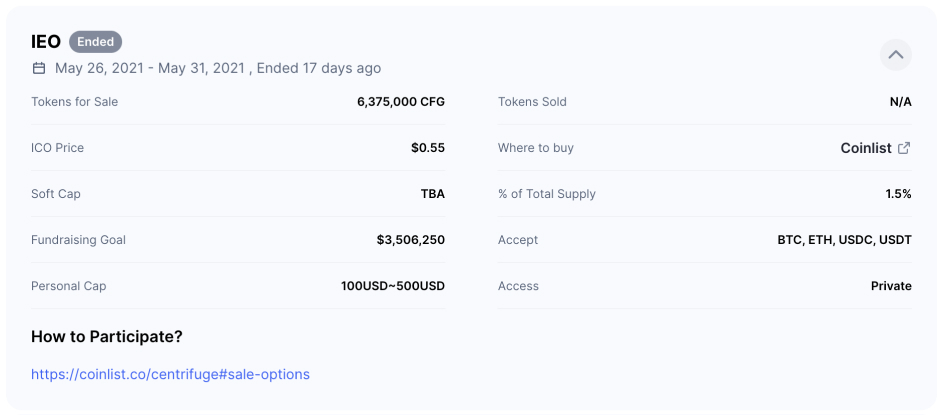 IEO Ended
May 26, 2021 - May 31, 2021 , Ended 17 days ago
Tokens for Sale 6,375,000 CFG
Tokens Sold N/A
ICO Price $0.55
Where to buy Coinlist
Soft Cap TBA
% of Total Supply 1.5%
Fundraising Goal $3,506,250
Accept BTC, ETH, USDC, USDT
Personal Cap 100USD~500USD
Access Private
How to Participate?
https://coinlist.co/centrifuge#sale-options